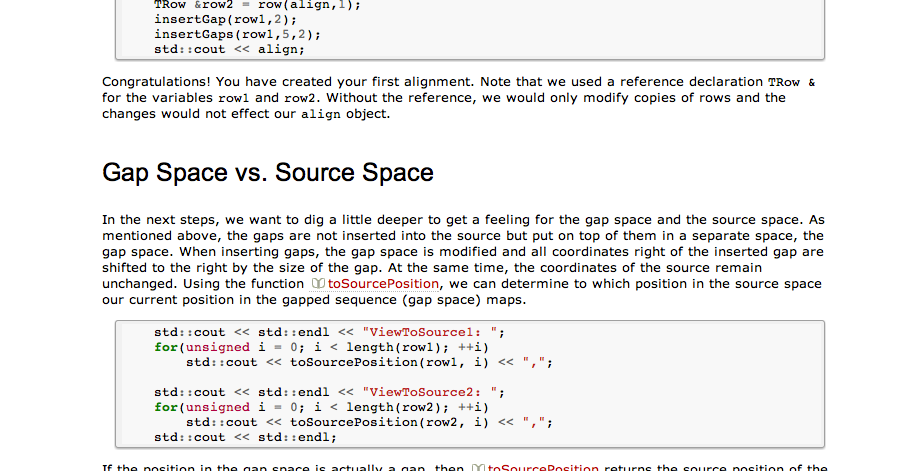 TRow &row2 = row(align,1);
insertGap(row1,2);
insertGaps(row1,5,2);
std::cout << align;
Congratulations! You have created your first alignment. Note that we used a reference declaration TRow &
for the variables row1 and row2. Without the reference, we would only modify copies of rows and the
changes would not effect our align object.
Gap Space vs. Source Space
In the next steps, we want to dig a little deeper to get a feeling for the gap space and the source space. As
mentioned above, the gaps are not inserted into the source but put on top of them in a separate space, the
gap space. When inserting gaps, the gap space is modified and all coordinates right of the inserted gap are
shifted to the right by the size of the gap. At the same time, the coordinates of the source remain
unchanged. Using the function toSourcePosition, we can determine to which position in the source space
our current position in the gapped sequence (gap space) maps.
std::cout << std::endl << "ViewToSource1: ";
for(unsigned i = 0; i < length(row1); ++i)
std::cout << toSourcePosition(row1, i) << ",";
std::cout << std::endl << "ViewToSource2: ";
for(unsigned i = 0; i < length(row2); ++i)
std::cout << toSourcePosition(row2, i) << ",";
std::cout << std::endl;
If the position in the gap space is actually a gap, then toSourcePosition returns the source position of the